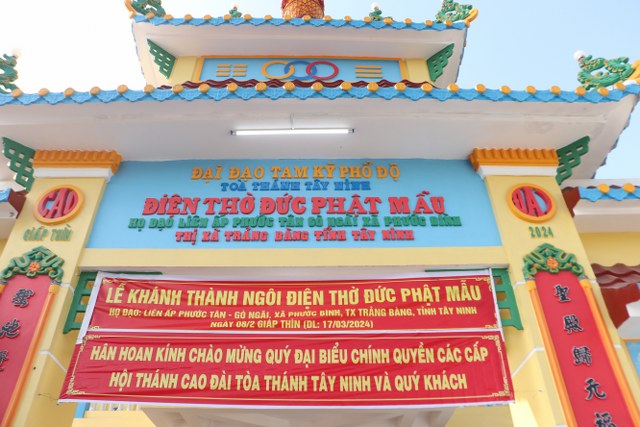 ĐẠI ĐẠO TAM KỲ PHỔ ĐỘ
TOÀ THÁNH TÂY NINH
ĐIỆN THỜ ĐỨC PHẬT MẪU
HỌ ĐẠO LIÊN ẤP PHƯỚC TÂN GÒ NGÃI XÃ PHƯỚC BÌNH
THỊ XÃ TRẢNG BÀNG TỈNH TÂY NINH
CAO
ĐÀI
GIÁP THÌN
2024
LỄ KHÁNH THÀNH NGÔI ĐIỆN THỜ ĐỨC PHẬT MẪU
HỌ ĐẠO: LIÊN ẤP PHƯỚC TÂN - GÒ NGÃI, XÃ PHƯỚC BÌNH, TX TRẢNG BÀNG, TỈNH TÂY NINH
NGÀY 08/2 GIÁP THÌN (DL: 17/03/2024)
HÂN HOAN KÍNH CHÀO MỪNG QUÝ ĐẠI BIỂU CHÍNH QUYỀN CÁC CẤP
HỘI THÁNH CAO ĐÀI TÒA THÁNH TÂY NINH VÀ QUÝ KHÁCH
聖殿歸元